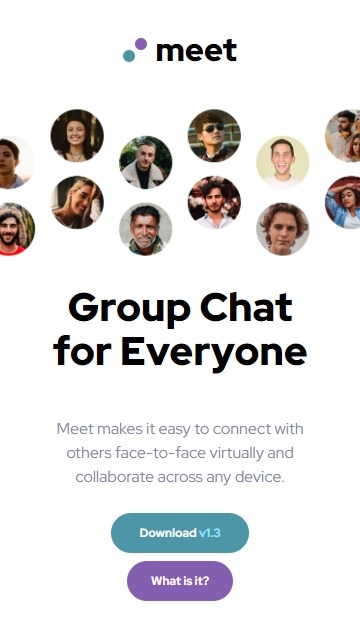 meet
Group Chat
for Everyone
Meet makes it easy to connect with
others face-to-face virtually and
collaborate across any device.
Download v1.3
What is it?